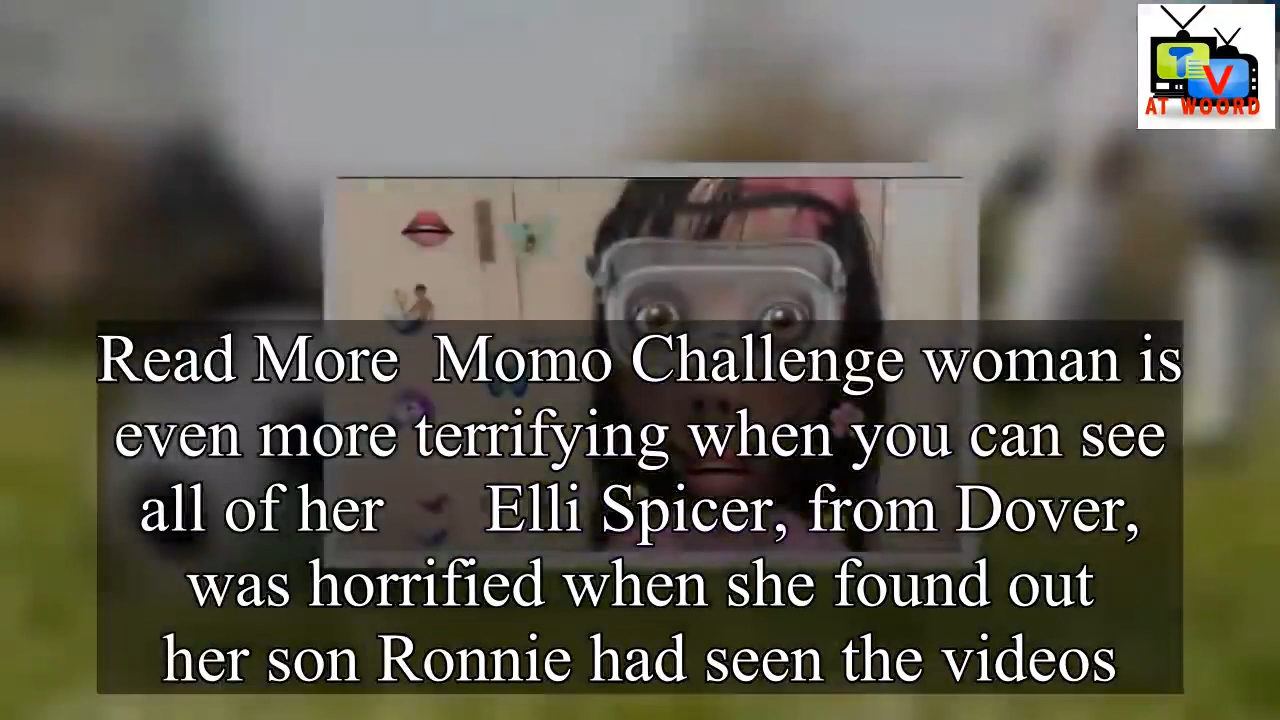 TV
AT WOORD
Read More Momo Challenge woman is
even more terrifying when you can see
all of her Elli Spicer, from Dover,
was horrified when she found out
her son Ronnie had seen the videos